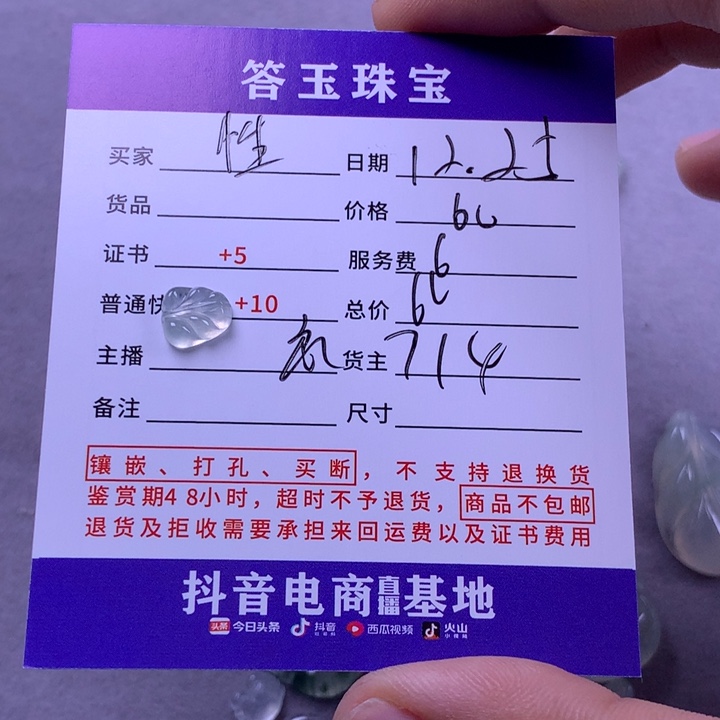 答玉珠宝
买家 性 日期 12.25
货品 价格 60
证书 +5 服务费 6
普通快 +10 总价 66
主播 货主 714
备注 尺寸
镶嵌、打孔、买断，不支持退换货
鉴赏期48小时，超时不予退货，商品不包邮
退货及拒收需要承担来回运费以及证书费用
抖音电商直播基地
头条 今日头条 抖音 西瓜视频 火山